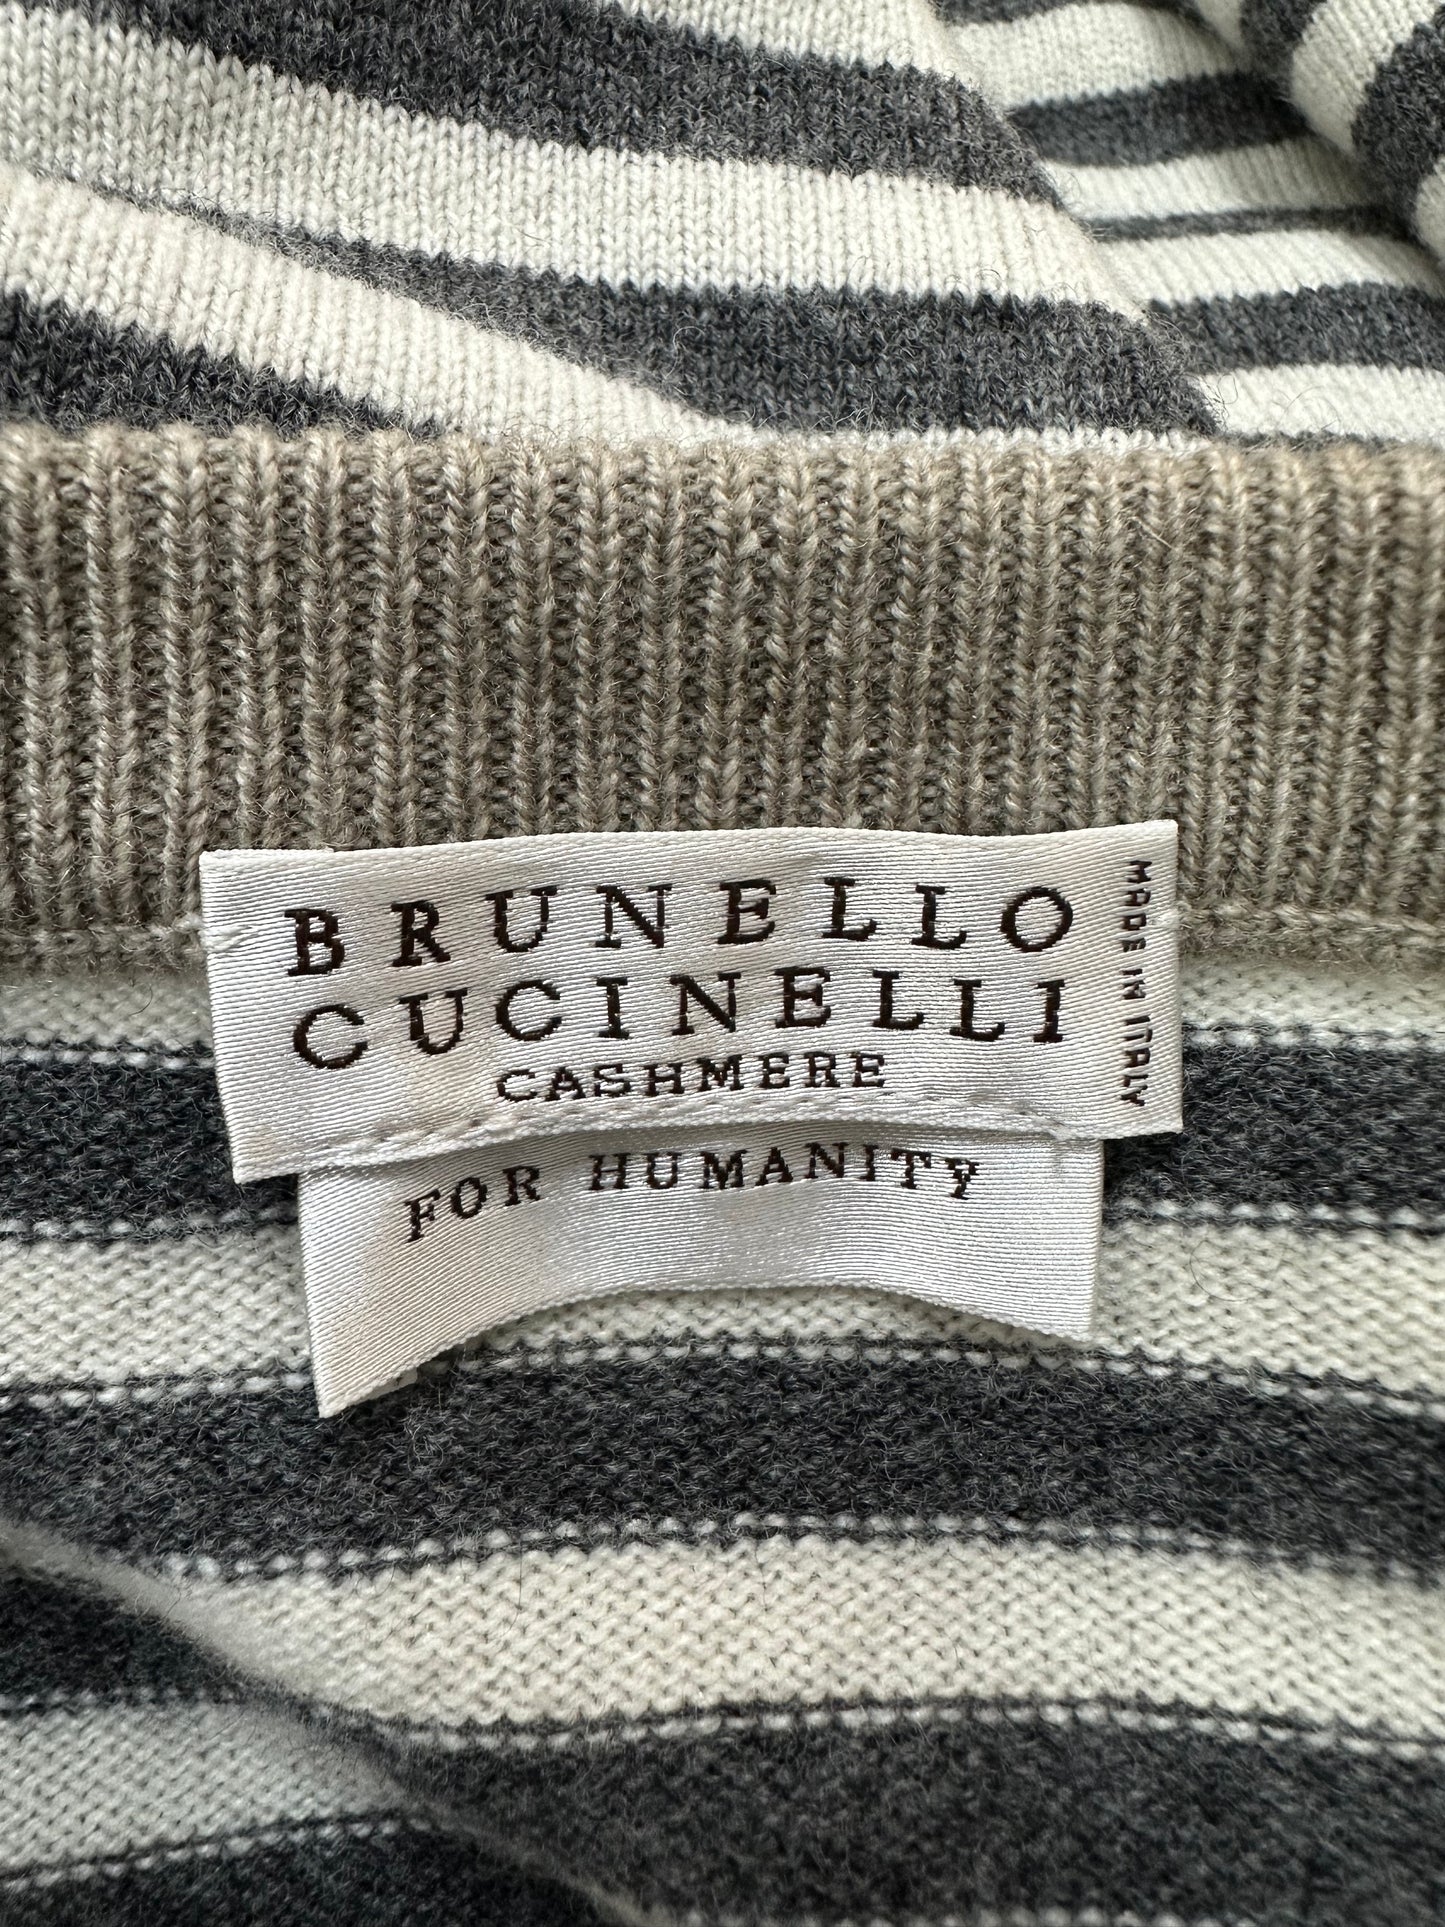 BRUNELLO
CUCINELLI
CASHMERE
MADE IN ITALY
FOR HUMANITY